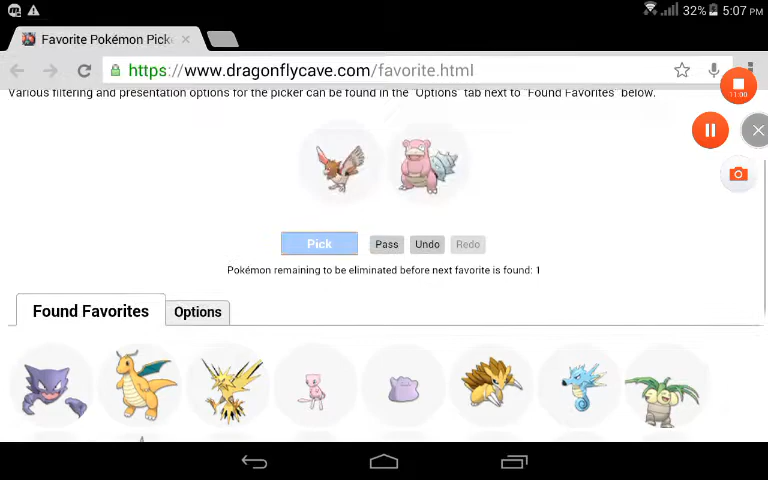 32% 5:07 PM
Favorite Pokémon Pick
https://www.dragonflycave.com/favorite.html
11:00
Various filtering and presentation options for the picker can be found in the "Options" tab next to "Found Favorites" below.
Pick Pass Undo Redo
Pokémon remaining to be eliminated before next favorite is found: 1
Found Favorites Options